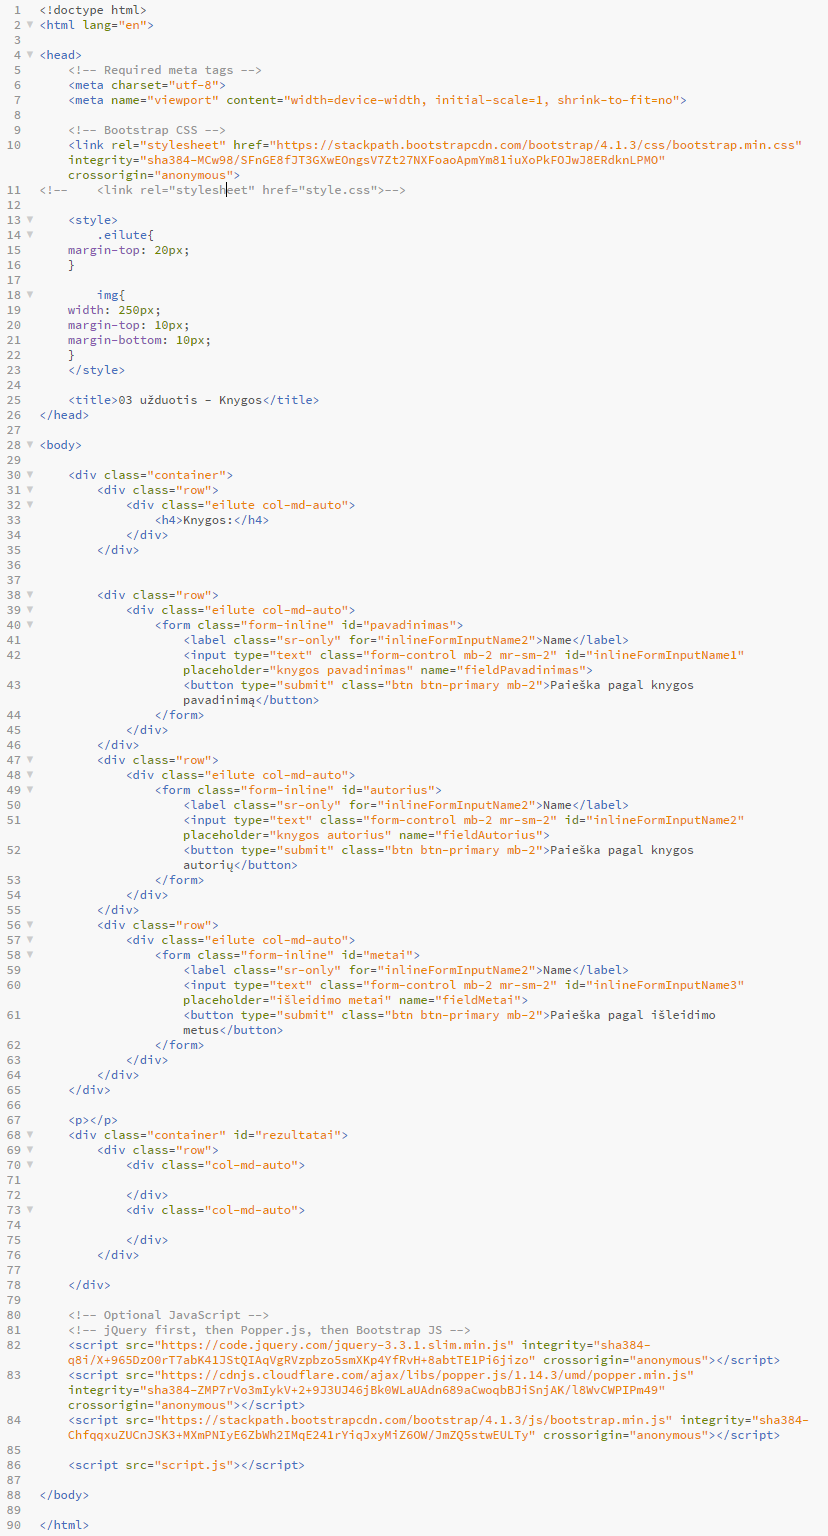 1 <!doctype html>
2 <html lang="en">
3
4 <head>
5 <!-- Required meta tags -->
6 <meta charset="utf-8">
7 <meta name="viewport" content="width=device-width, initial-scale=1, shrink-to-fit=no">
8
9 <!-- Bootstrap CSS -->
10 <link rel="stylesheet" href="https://stackpath.bootstrapcdn.com/bootstrap/4.1.3/css/bootstrap.min.css"
integrity="sha384-MCw98/SFnGE8fJT3GXwEOngsV7Zt27NXFoaoApmYm81iuXoPkFOJwJ8ERdknLPMO"
crossorigin="anonymous">
11 <!-- <link rel="stylesheet" href="style.css">-->
12
13 <style>
14 .eilute{
15 margin-top: 20px;
16 }
17
18 img{
19 width: 250px;
20 margin-top: 10px;
21 margin-bottom: 10px;
22 }
23 </style>
24
25 <title>03 užduotis - Knygos</title>
26 </head>
27
28 <body>
29
30 <div class="container">
31 <div class="row">
32 <div class="eilute col-md-auto">
33 <h4>Knygos:</h4>
34 </div>
35 </div>
36
37
38 <div class="row">
39 <div class="eilute col-md-auto">
40 <form class="form-inline" id="pavadinimas">
41 <label class="sr-only" for="inlineFormInputName2">Name</label>
42 <input type="text" class="form-control mb-2 mr-sm-2" id="inlineFormInputName1"
placeholder="knygos pavadinimas" name="fieldPavadinimas">
43 <button type="submit" class="btn btn-primary mb-2">Paieška pagal knygos
pavadinimą</button>
44 </form>
45 </div>
46 </div>
47 <div class="row">
48 <div class="eilute col-md-auto">
49 <form class="form-inline" id="autorius">
50 <label class="sr-only" for="inlineFormInputName2">Name</label>
51 <input type="text" class="form-control mb-2 mr-sm-2" id="inlineFormInputName2"
placeholder="knygos autorius" name="fieldAutorius">
52 <button type="submit" class="btn btn-primary mb-2">Paieška pagal knygos
autorių</button>
53 </form>
54 </div>
55 </div>
56 <div class="row">
57 <div class="eilute col-md-auto">
58 <form class="form-inline" id="metai">
59 <label class="sr-only" for="inlineFormInputName2">Name</label>
60 <input type="text" class="form-control mb-2 mr-sm-2" id="inlineFormInputName3"
placeholder="išleidimo metai" name="fieldMetai">
61 <button type="submit" class="btn btn-primary mb-2">Paieška pagal išleidimo
metus</button>
62 </form>
63 </div>
64 </div>
65 </div>
66
67 <p></p>
68 <div class="container" id="rezultatai">
69 <div class="row">
70 <div class="col-md-auto">
71
72 </div>
73 <div class="col-md-auto">
74
75 </div>
76 </div>
77
78 </div>
79
80 <!-- Optional JavaScript -->
81 <!-- jQuery first, then Popper.js, then Bootstrap JS -->
82 <script src="https://code.jquery.com/jquery-3.3.1.slim.min.js" integrity="sha384-
q8i/X+965DzO0rT7abK41JStQIAqVgRVzpbzo5smXKp4YfRvH+8abtTE1Pi6jizo" crossorigin="anonymous"></script>
83 <script src="https://cdnjs.cloudflare.com/ajax/libs/popper.js/1.14.3/umd/popper.min.js"
integrity="sha384-ZMP7rVo3mIykV+2+9J3UJ46jBk0WLaUAdn689aCwoqbBJiSnjAK/l8WvCWPIPm49"
crossorigin="anonymous"></script>
84 <script src="https://stackpath.bootstrapcdn.com/bootstrap/4.1.3/js/bootstrap.min.js" integrity="sha384-
ChfqqxuZUCnJSK3+MXmPNIyE6ZbWh2IMqE241rYiqJxyMiZ6OW/JmZQ5stwEULTy" crossorigin="anonymous"></script>
85
86 <script src="script.js"></script>
87
88 </body>
89
90 </html>